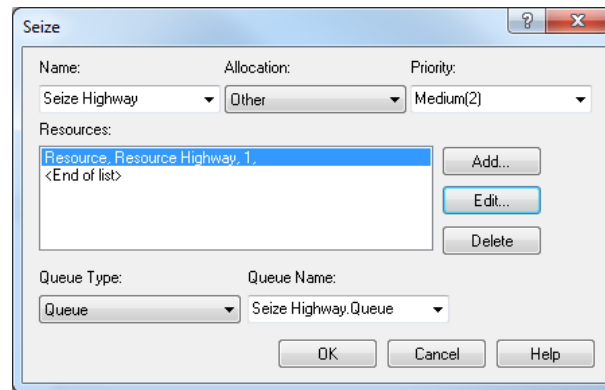 Seize
Name: Allocation: Priority:
Seize Highway Other Medium(2)
Resources:
Resource, Resource Highway, 1,
<End of list>
Add...
Edit...
Delete
Queue Type: Queue Name:
Queue Seize Highway.Queue
OK Cancel Help